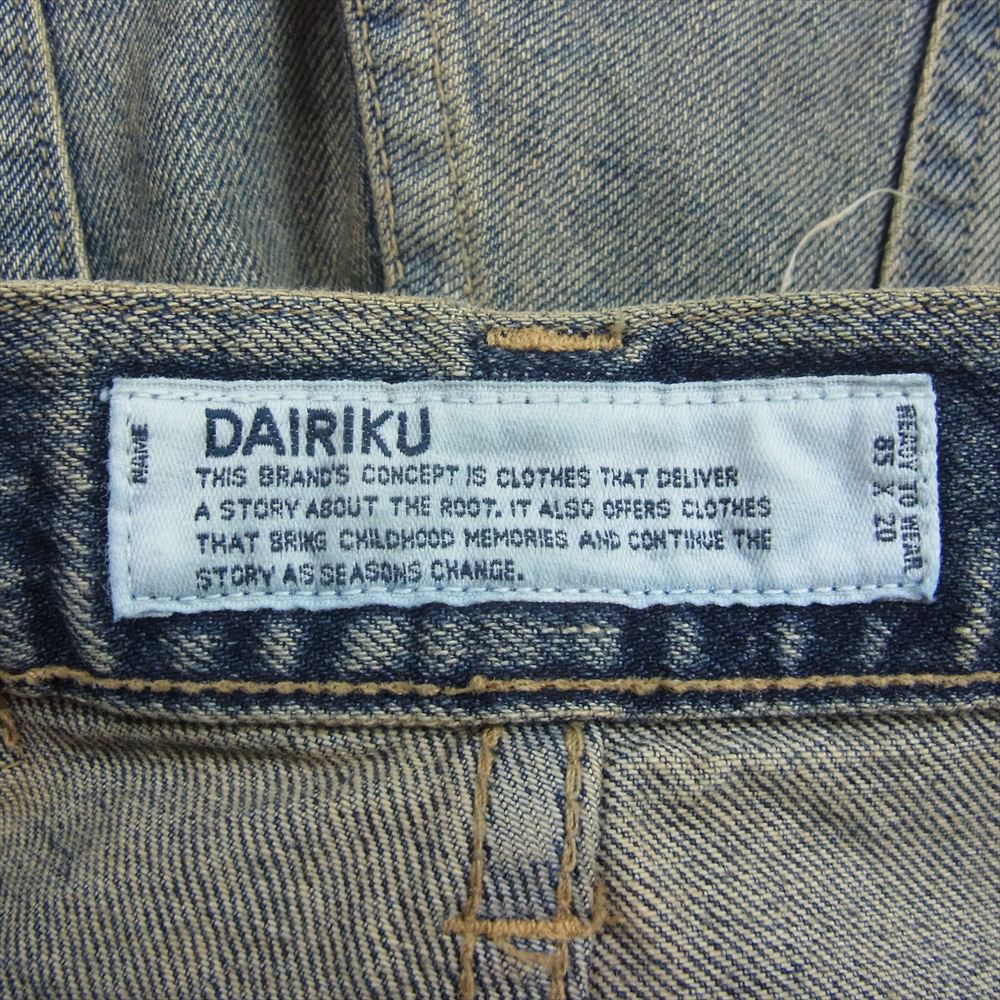 NAME
DAIRIKU
THIS BRAND'S CONCEPT IS CLOTHES THAT DELIVER
A STORY ABOUT THE ROOT. IT ALSO OFFERS CLOTHES
THAT BRING CHILDHOOD MEMORIES AND CONTINUE THE
STORY AS SEASONS CHANGE.
READY TO WEAR
85 X 20